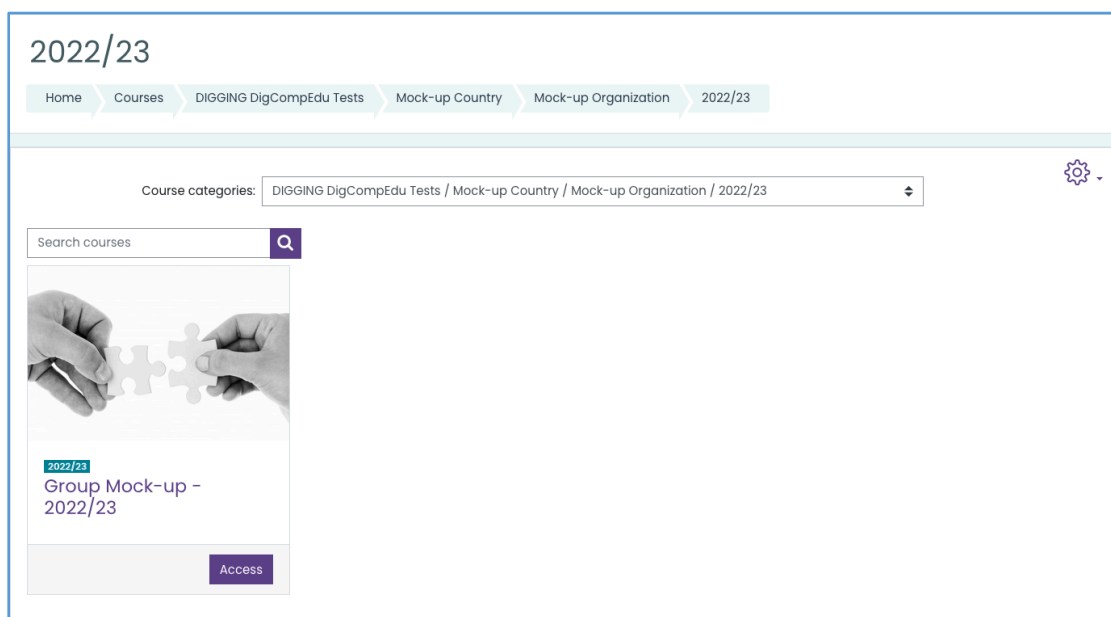 2022/23
Home Courses DIGGING DigCompEdu Tests Mock-up Country Mock-up Organization 2022/23
Course categories: DIGGING DigCompEdu Tests / Mock-up Country / Mock-up Organization / 2022/23
Search courses
2022/23
Group Mock-up -
2022/23
Access